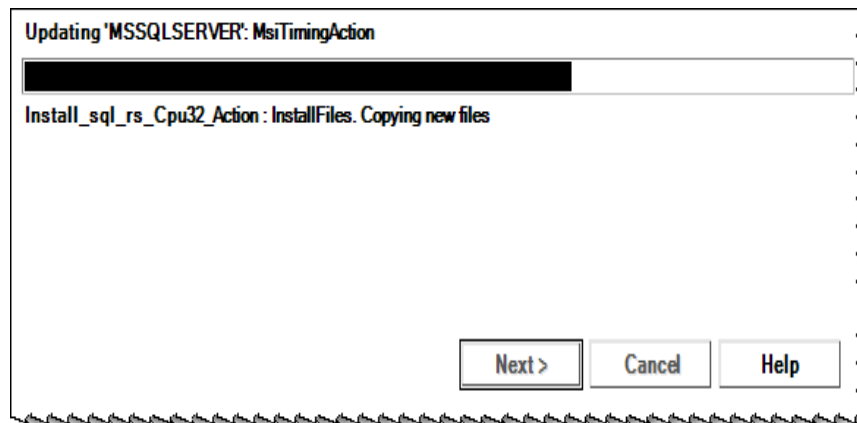 Updating 'MSSQLSERVER': MsiTimingAction
Install_sql_rs_Cpu32_Action : InstallFiles. Copying new files
Next >
Cancel
Help